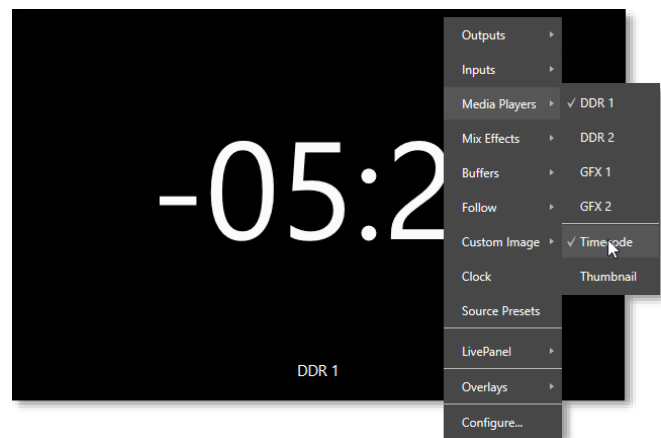 -05:2
DDR 1
Outputs
Inputs
Media Players
Mix Effects
Buffers
Follow
Custom Image
Clock
Source Presets
LivePanel
Overlays
Configure...
✓ DDR 1
DDR 2
GFX 1
GFX 2
✓ Timecode
Thumbnail